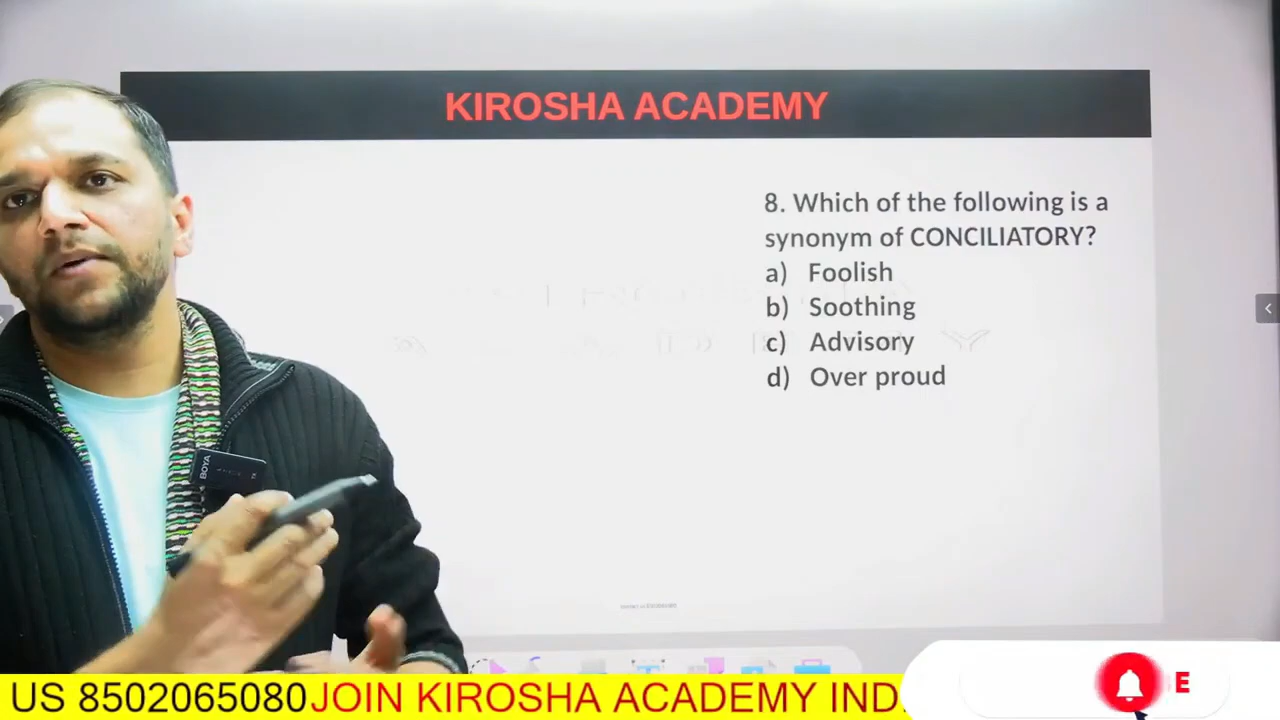 KIROSHA ACADEMY
8. Which of the following is a
synonym of CONCILIATORY?
a) Foolish
b) Soothing
c) Advisory
d) Over proud
BOYA
US 8502065080JOIN KIROSHA ACADEMY IND
E